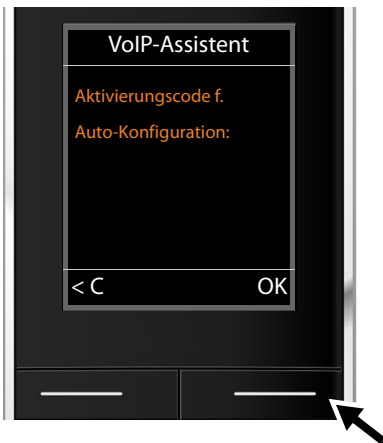 VoIP-Assistent
Aktivierungscode f.
Auto-Konfiguration:
< C OK